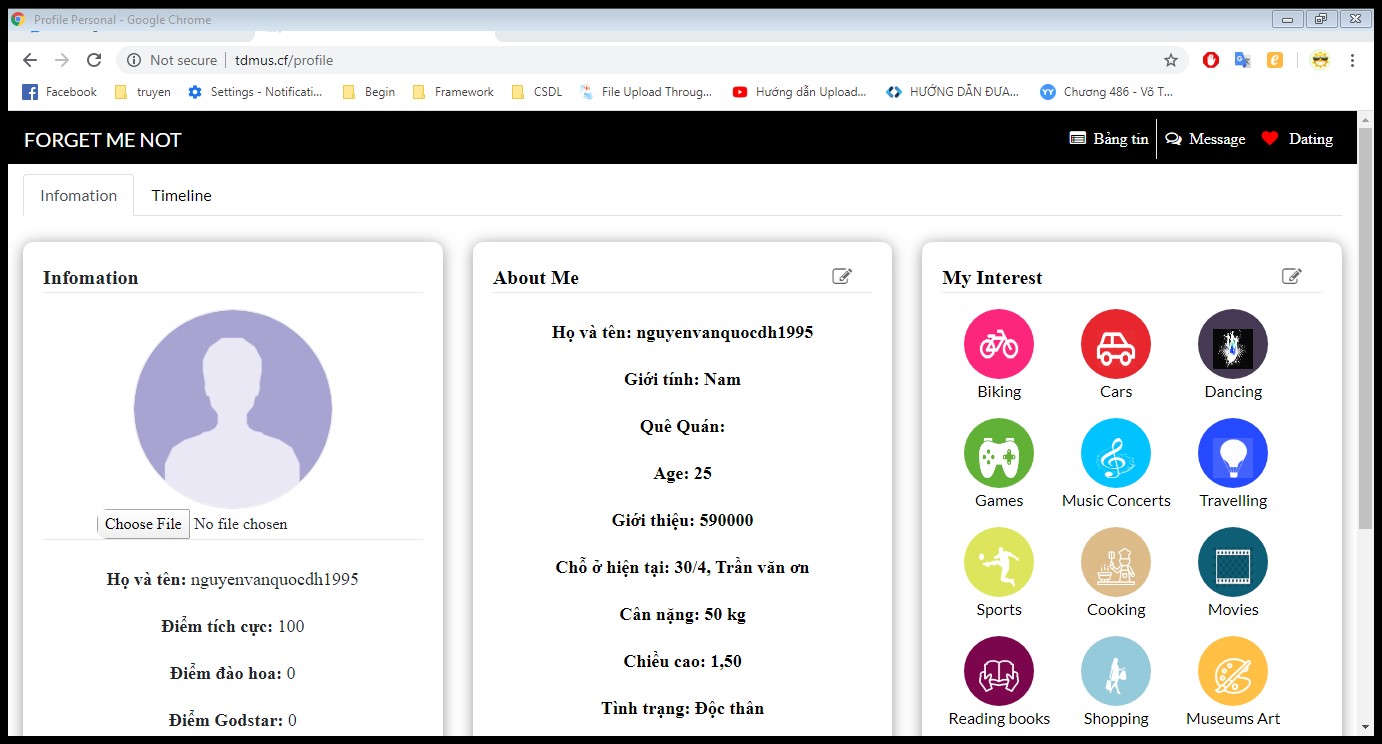 Profile Personal - Google Chrome
Not secure | tdmus.cf/profile
Facebook truyen Settings - Notificati... Begin Framework CSDL File Upload Throug... Hướng dẫn Upload... HƯỚNG DẪN ĐƯA... Chương 486 - Võ T...
FORGET ME NOT
Bảng tin Message Dating
Infomation Timeline
Infomation
Choose File No file chosen
Họ và tên: nguyenvanquocdh1995
Điểm tích cực: 100
Điểm đào hoa: 0
Điểm Godstar: 0
About Me
Họ và tên: nguyenvanquocdh1995
Giới tính: Nam
Quê Quán:
Age: 25
Giới thiệu: 590000
Chỗ ở hiện tại: 30/4, Trần văn ơn
Cân nặng: 50 kg
Chiều cao: 1,50
Tình trạng: Độc thân
My Interest
Biking Cars Dancing
Games Music Concerts Travelling
Sports Cooking Movies
Reading books Shopping Museums Art